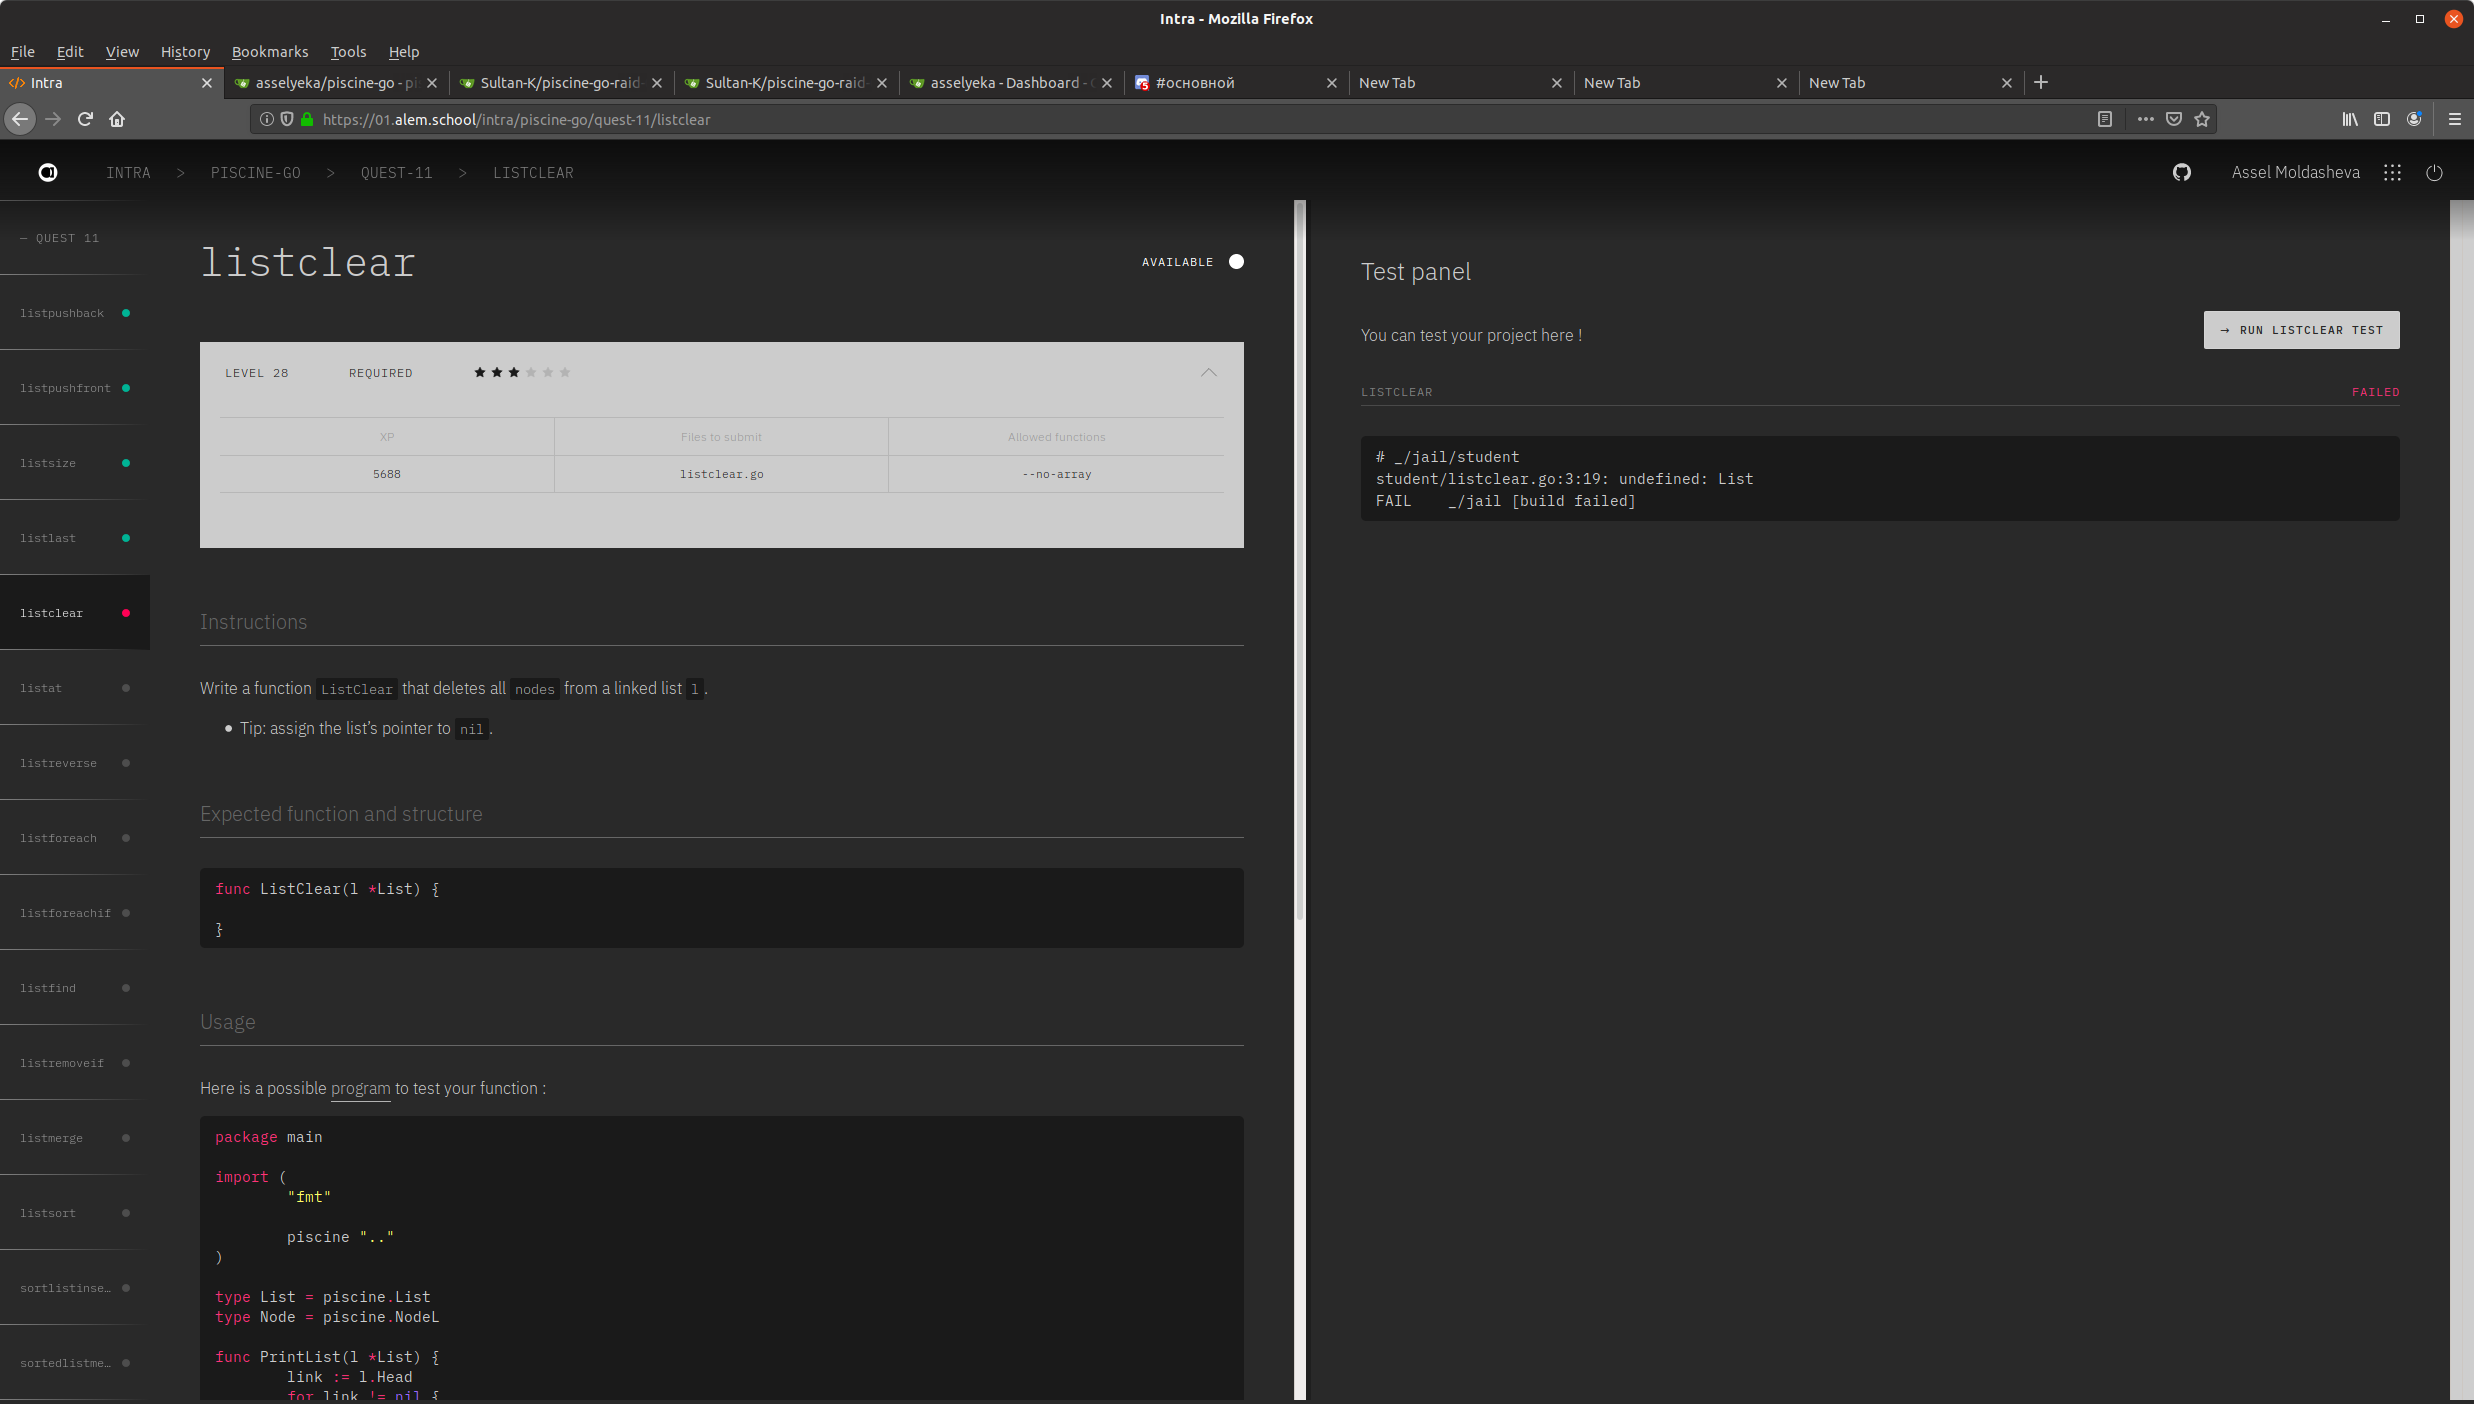 Intra - Mozilla Firefox
File Edit View History Bookmarks Tools Help
Intra
asselyeka/piscine-go - pi
Sultan-K/piscine-go-raid-
Sultan-K/piscine-go-raid-
asselyeka - Dashboard -
#основной
New Tab
New Tab
New Tab
https://01.alem.school/intra/piscine-go/quest-11/listclear
INTRA > PISCINE-GO > QUEST-11 > LISTCLEAR
Assel Moldasheva
— QUEST 11
listpushback
listpushfront
listsize
listlast
listclear
listat
listreverse
listforeach
listforeachif
listfind
listremoveif
listmerge
listsort
sortlistinse…
sortedlistme…
listclear
AVAILABLE
LEVEL 28 REQUIRED
XP Files to submit Allowed functions
5688 listclear.go --no-array
Instructions
Write a function ListClear that deletes all nodes from a linked list l.
• Tip: assign the list’s pointer to nil.
Expected function and structure
func ListClear(l *List) {
}
Usage
Here is a possible program to test your function :
package main
import (
"fmt"
piscine ".."
)
type List = piscine.List
type Node = piscine.NodeL
func PrintList(l *List) {
link := l.Head
for link != nil {
Test panel
You can test your project here !
→ RUN LISTCLEAR TEST
LISTCLEAR FAILED
# _/jail/student
student/listclear.go:3:19: undefined: List
FAIL _/jail [build failed]